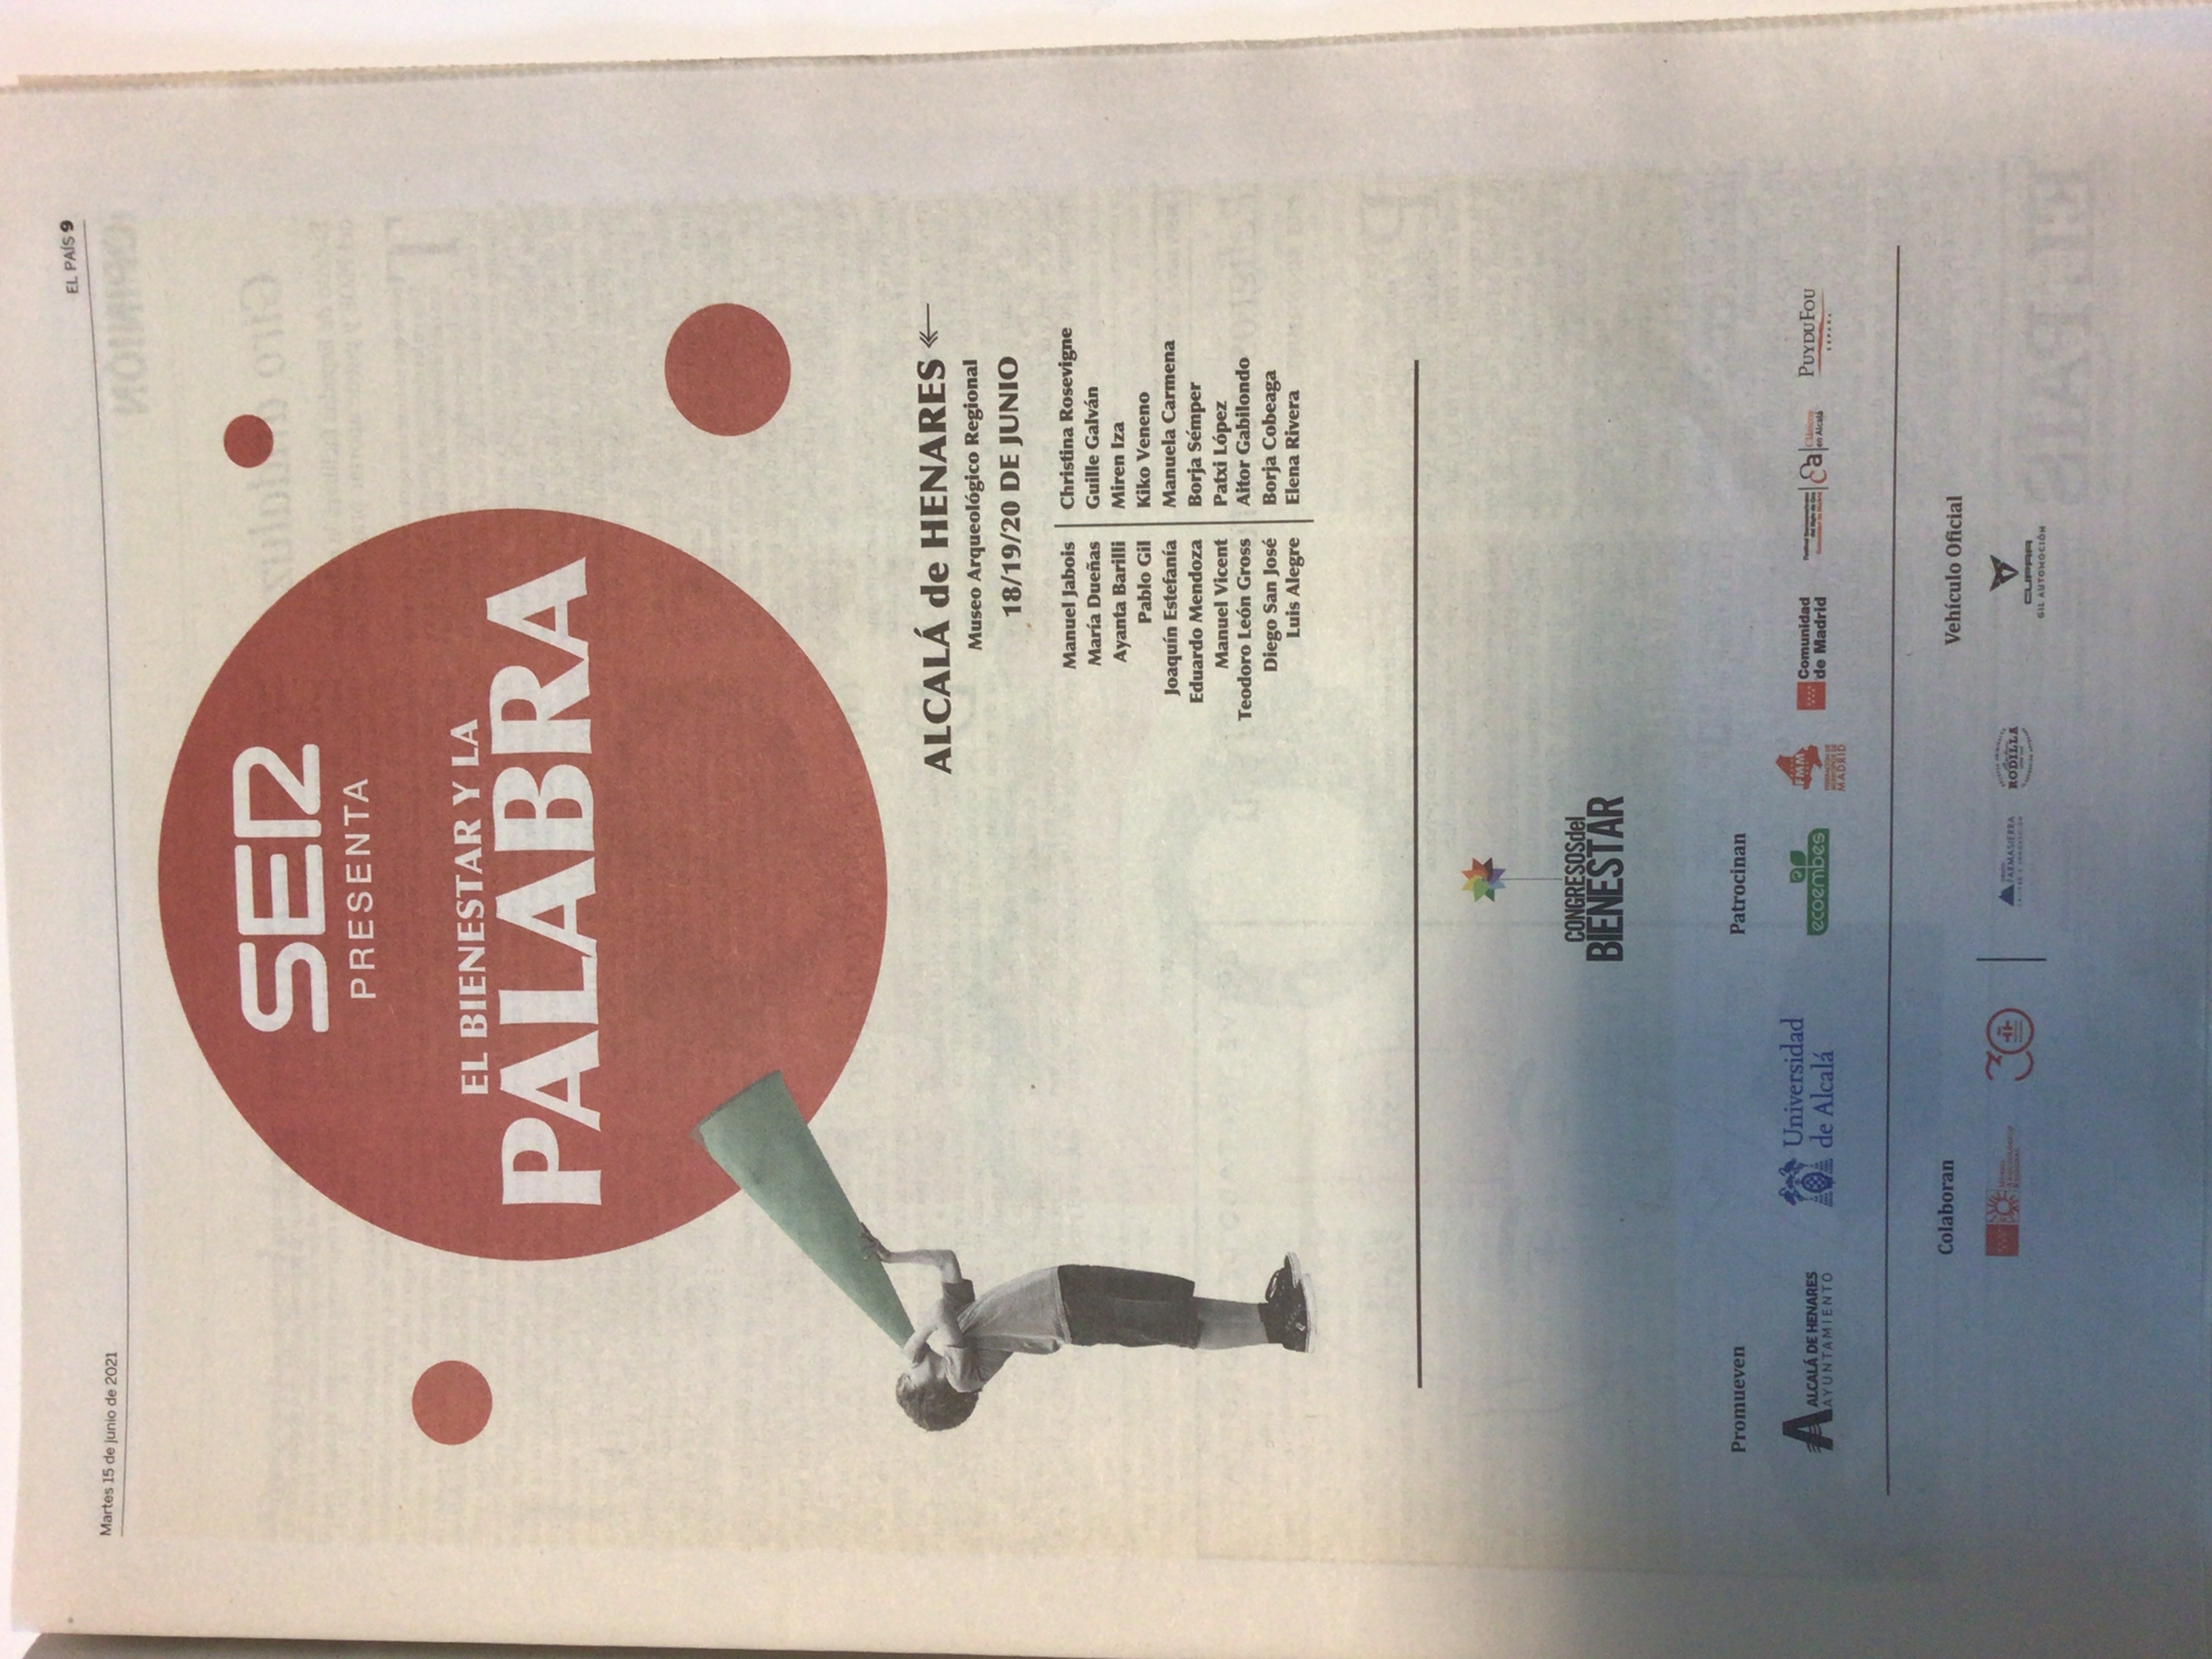 Martes 15 de junio de 2021
EL PAÍS 9
SER
PRESENTA
EL BIENESTAR Y LA
PALABRA
ALCALÁ de HENARES
Museo Arqueológico Regional
18/19/20 DE JUNIO
Manuel Jabois
María Dueñas
Ayanta Barilli
Pablo Gil
Joaquín Estefanía
Eduardo Mendoza
Manuel Vicent
Teodoro León Gross
Diego San José
Luis Alegre
Christina Rosevigne
Guille Galván
Miren Iza
Kiko Veneno
Manuela Carmena
Borja Sémper
Patxi López
Aitor Gabilondo
Borja Cobeaga
Elena Rivera
CONGRESOSdel
BIENESTAR
Promueven
ALCALÁ DE HENARES
AYUNTAMIENTO
Universidad
de Alcalá
Patrocinan
ecoembes
FMM
FEDERACIÓN DE
MUNICIPIOS DE
MADRID
Comunidad
de Madrid
Clásicos
en Alcalá
PUY DU FOU
ESPAÑA
Colaboran
30
FARMASIERRA
RODILLA
Vehículo Oficial
CUPRA
GIL AUTOMOCIÓN